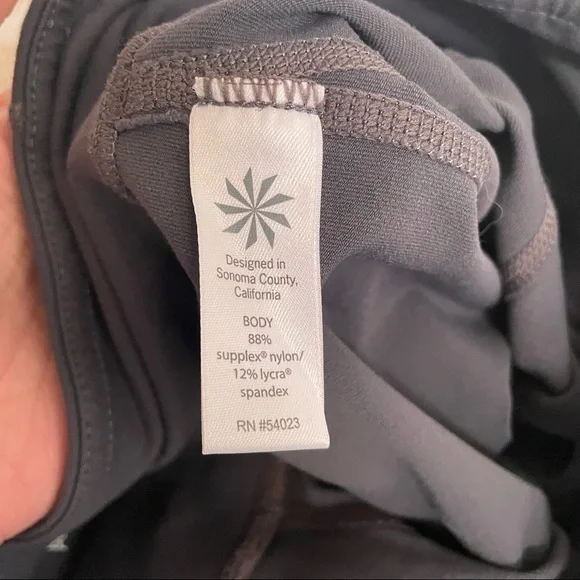 Designed in
Sonoma County,
California
BODY
88%
supplex® nylon/
12% lycra®
spandex
RN #54023